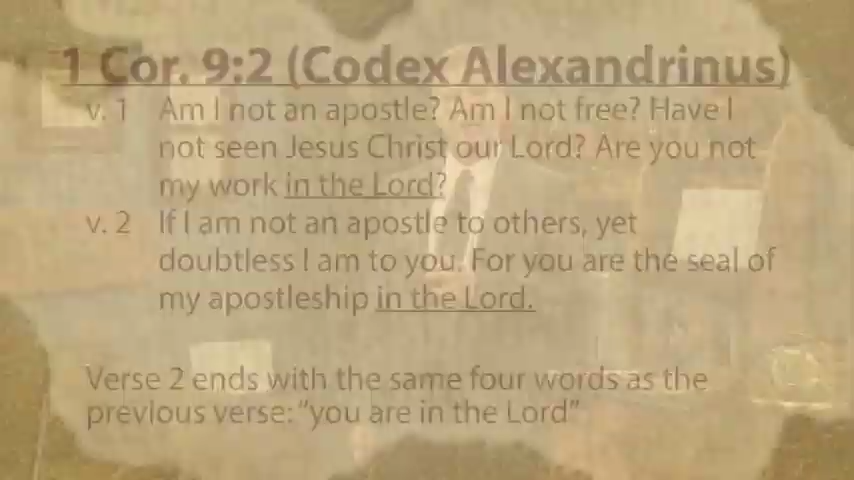 1 Cor. 9:2 (Codex Alexandrinus)
v. 1 Am I not an apostle? Am I not free? Have I
not seen Jesus Christ our Lord? Are you not
my work in the Lord?
v. 2 If I am not an apostle to others, yet
doubtless I am to you. For you are the seal of
my apostleship in the Lord.
Verse 2 ends with the same four words as the
previous verse: "you are in the Lord"